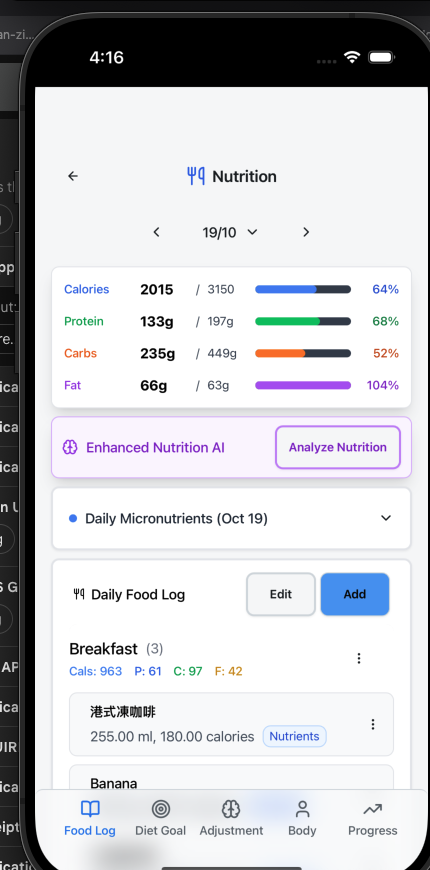 an-zi...
4:16
Nutrition
19/10
Calories 2015 / 3150 64%
Protein 133g / 197g 68%
Carbs 235g / 449g 52%
Fat 66g / 63g 104%
Enhanced Nutrition AI Analyze Nutrition
Daily Micronutrients (Oct 19)
Daily Food Log Edit Add
Breakfast (3)
Cals: 963 P: 61 C: 97 F: 42
港式凍咖啡
255.00 ml, 180.00 calories Nutrients
Banana
Food Log Diet Goal Adjustment Body Progress